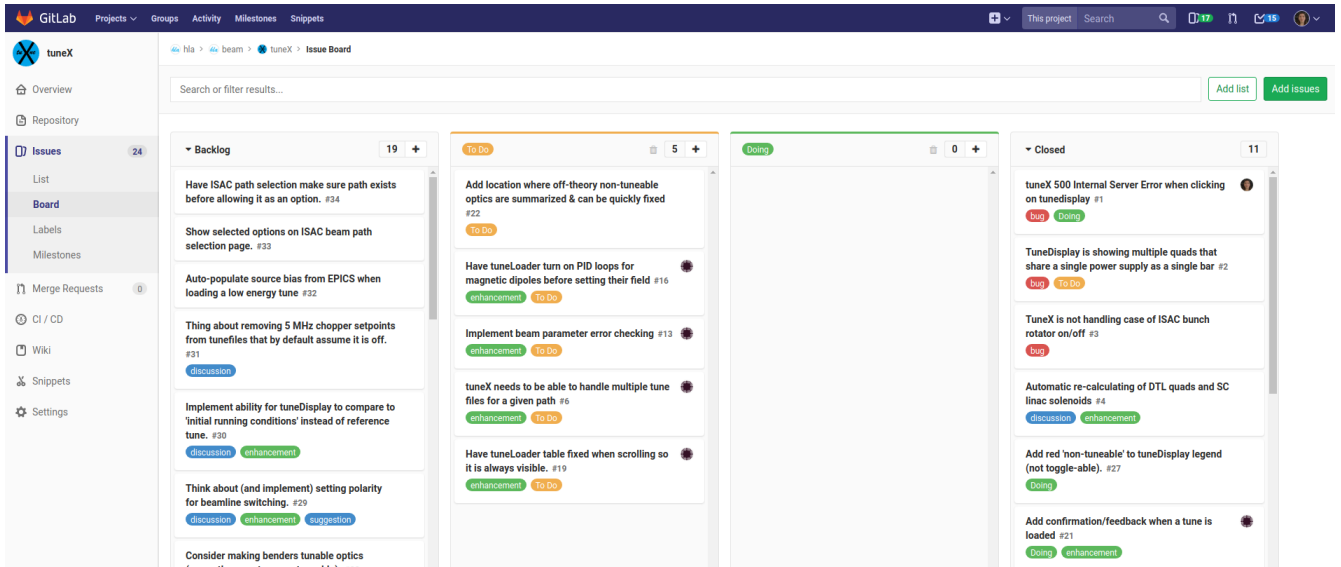 GitLab Projects Groups Activity Milestones Snippets This project Search 17 15
tuneX
hla > beam > tuneX > Issue Board
Overview
Repository
Issues 24
List
Board
Labels
Milestones
Merge Requests 0
CI / CD
Wiki
Snippets
Settings
Search or filter results...
Add list
Add issues
Backlog 19 +
Have ISAC path selection make sure path exists
before allowing it as an option. #34
Show selected options on ISAC beam path
selection page. #33
Auto-populate source bias from EPICS when
loading a low energy tune #32
Thing about removing 5 MHz chopper setpoints
from tunefiles that by default assume it is off.
#31
discussion
Implement ability for tuneDisplay to compare to
'initial running conditions' instead of reference
tune. #30
discussion enhancement
Think about (and implement) setting polarity
for beamline switching. #29
discussion enhancement suggestion
Consider making benders tunable optics
To Do 5 +
Add location where off-theory non-tuneable
optics are summarized & can be quickly fixed
#22
To Do
Have tuneLoader turn on PID loops for
magnetic dipoles before setting their field #16
enhancement To Do
Implement beam parameter error checking #13
enhancement To Do
tuneX needs to be able to handle multiple tune
files for a given path #6
enhancement To Do
Have tuneLoader table fixed when scrolling so
it is always visible. #19
enhancement To Do
Doing 0 +
Closed 11
tuneX 500 Internal Server Error when clicking
on tunedisplay #1
bug Doing
TuneDisplay is showing multiple quads that
share a single power supply as a single bar #2
bug To Do
TuneX is not handling case of ISAC bunch
rotator on/off #3
bug
Automatic re-calculating of DTL quads and SC
linac solenoids #4
discussion enhancement
Add red 'non-tuneable' to tuneDisplay legend
(not toggle-able). #27
Doing
Add confirmation/feedback when a tune is
loaded #21
Doing enhancement